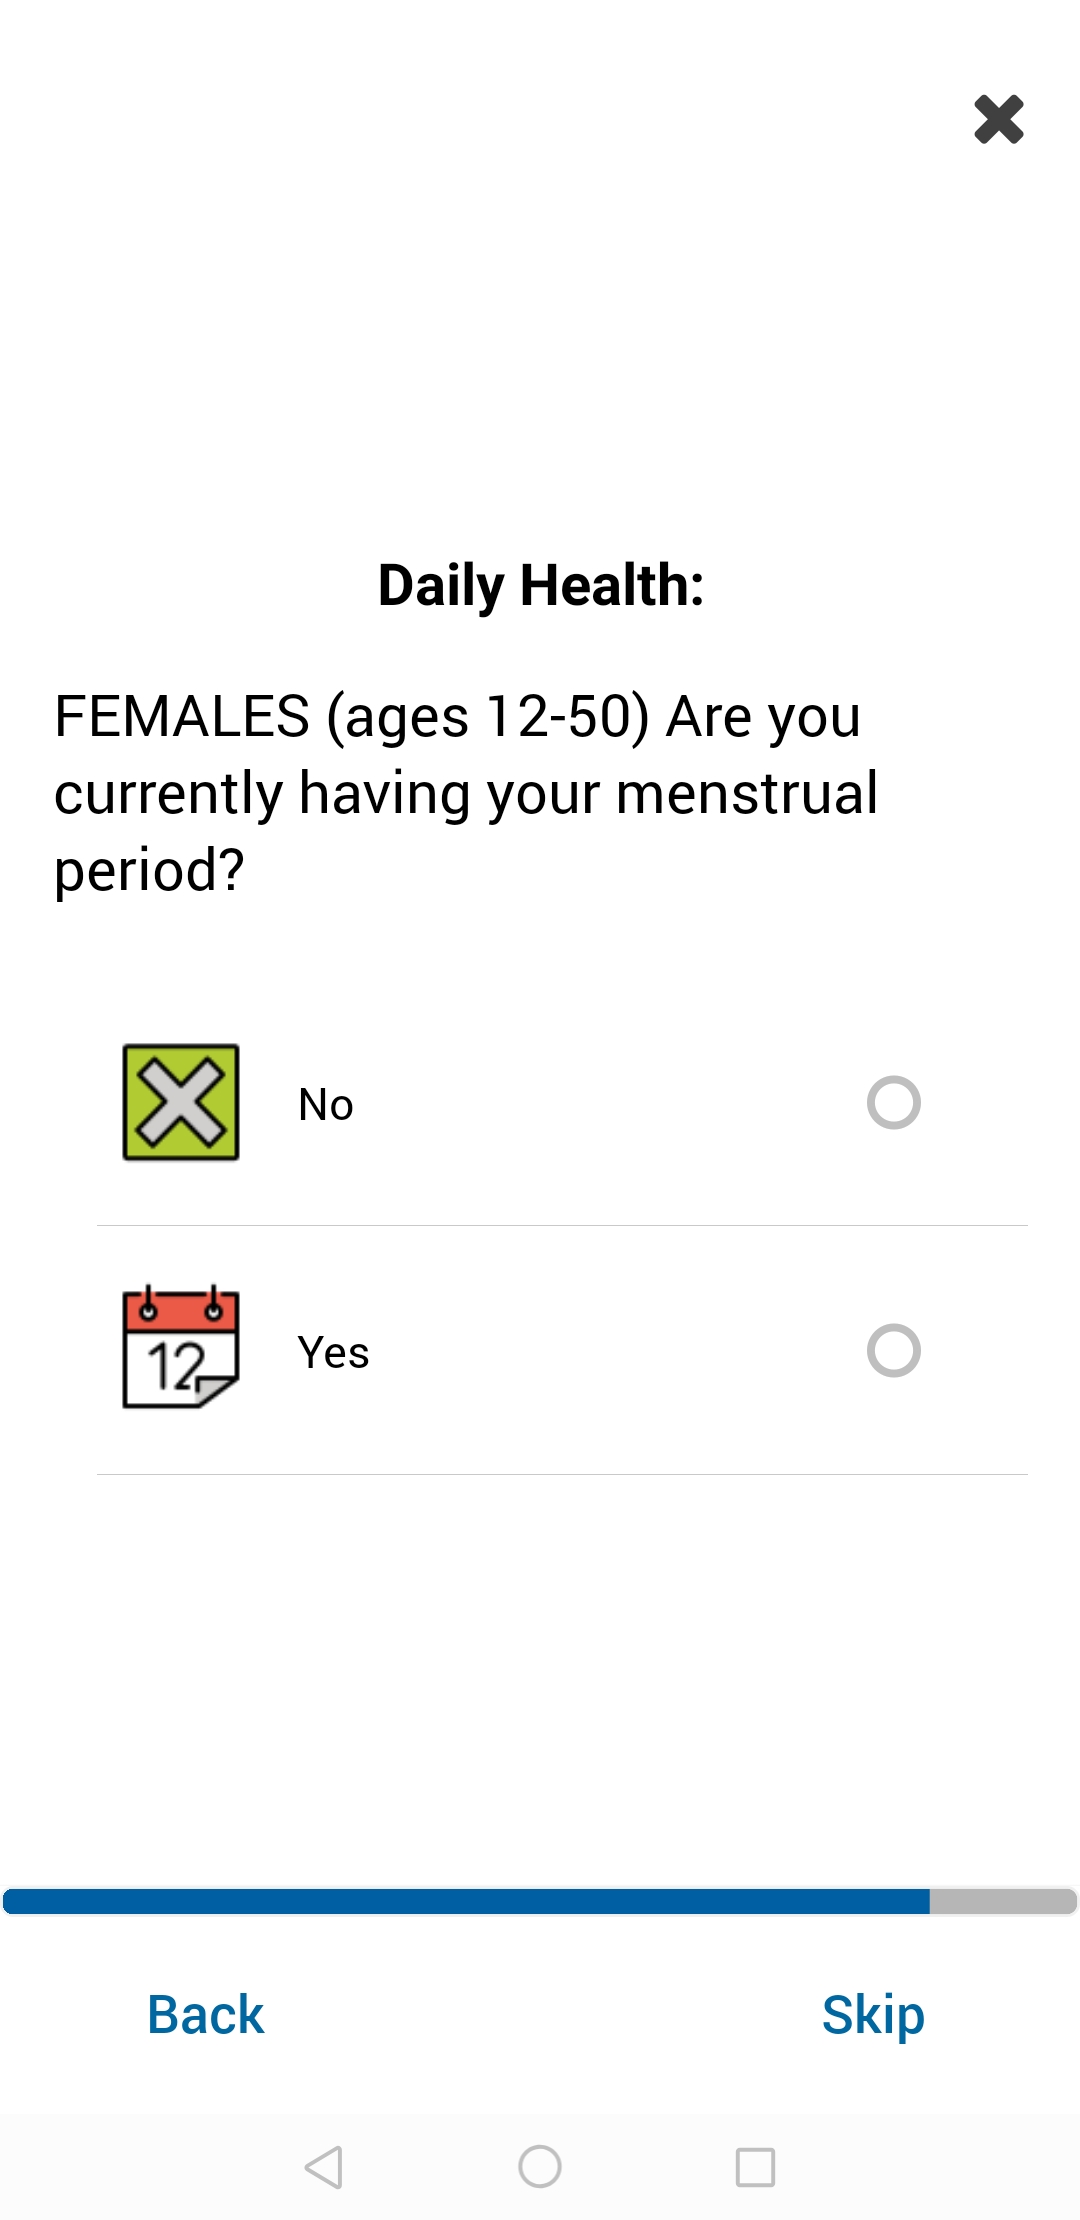 Daily Health:
FEMALES (ages 12-50) Are you
currently having your menstrual
period?
No
12
Yes
Back
Skip